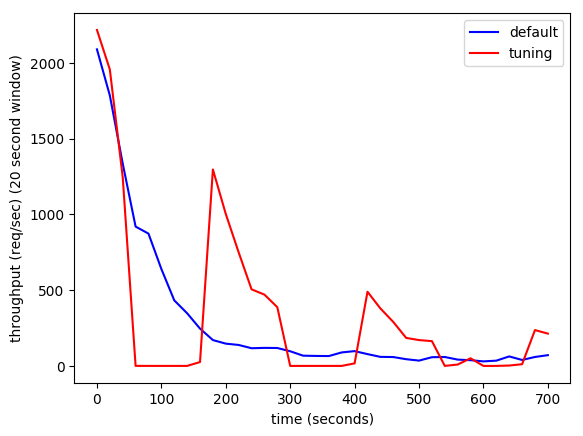 default
tuning
throughput (req/sec) (20 second window)
2000
1500
1000
500
0
0 100 200 300 400 500 600 700
time (seconds)